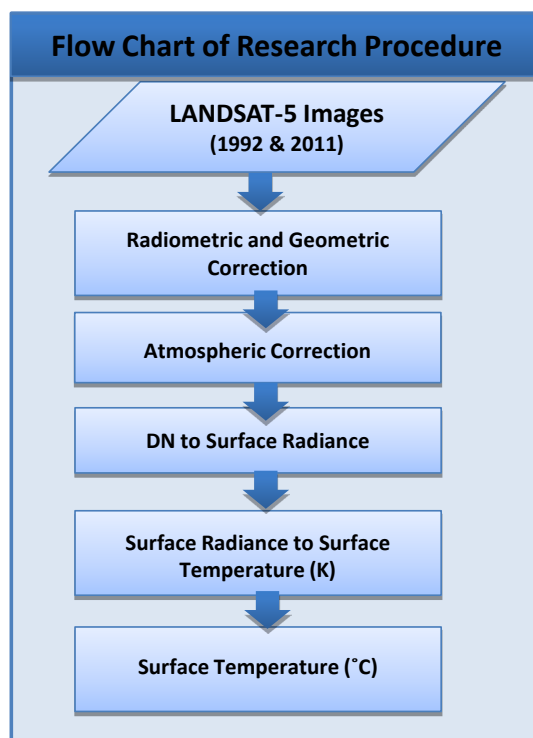 Flow Chart of Research Procedure
LANDSAT-5 Images
(1992 & 2011)
Radiometric and Geometric
Correction
Atmospheric Correction
DN to Surface Radiance
Surface Radiance to Surface
Temperature (K)
Surface Temperature (˚C)